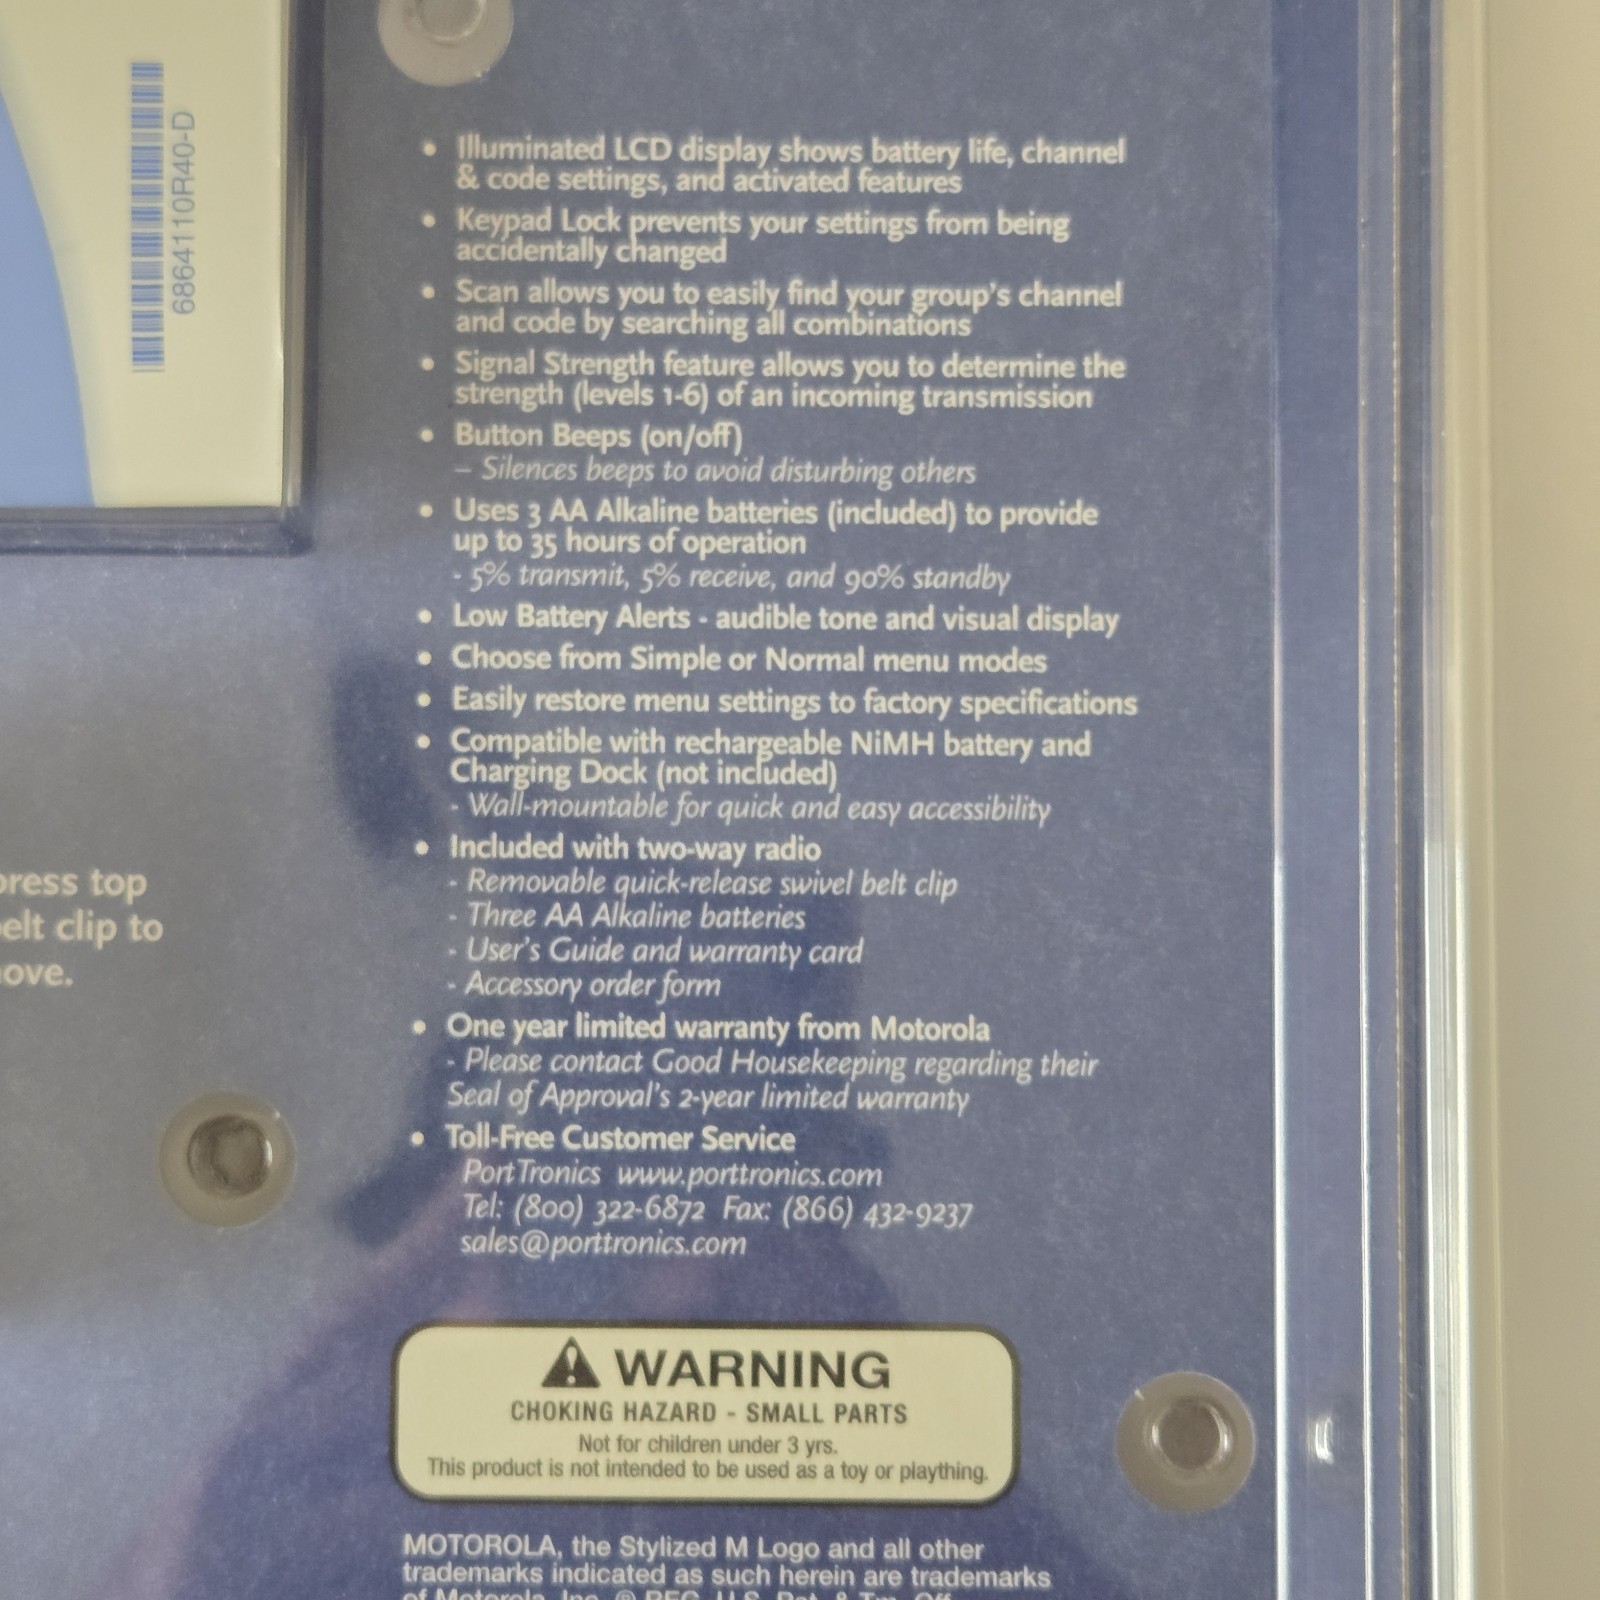 6864110R40-D
• Illuminated LCD display shows battery life, channel
& code settings, and activated features
• Keypad Lock prevents your settings from being
accidentally changed
• Scan allows you to easily find your group's channel
and code by searching all combinations
• Signal Strength feature allows you to determine the
strength (levels 1-6) of an incoming transmission
• Button Beeps (on/off)
– Silences beeps to avoid disturbing others
• Uses 3 AA Alkaline batteries (included) to provide
up to 35 hours of operation
- 5% transmit, 5% receive, and 90% standby
• Low Battery Alerts - audible tone and visual display
• Choose from Simple or Normal menu modes
• Easily restore menu settings to factory specifications
• Compatible with rechargeable NiMH battery and
Charging Dock (not included)
- Wall-mountable for quick and easy accessibility
• Included with two-way radio
- Removable quick-release swivel belt clip
- Three AA Alkaline batteries
- User's Guide and warranty card
- Accessory order form
• One year limited warranty from Motorola
- Please contact Good Housekeeping regarding their
Seal of Approval's 2-year limited warranty
• Toll-Free Customer Service
PortTronics www.porttronics.com
Tel: (800) 322-6872 Fax: (866) 432-9237
sales@porttronics.com
press top
elt clip to
ove.
WARNING
CHOKING HAZARD - SMALL PARTS
Not for children under 3 yrs.
This product is not intended to be used as a toy or plaything.
MOTOROLA, the Stylized M Logo and all other
trademarks indicated as such herein are trademarks
of Motorola, Inc. ® REG. U.S. Pat. & Tm. Off.